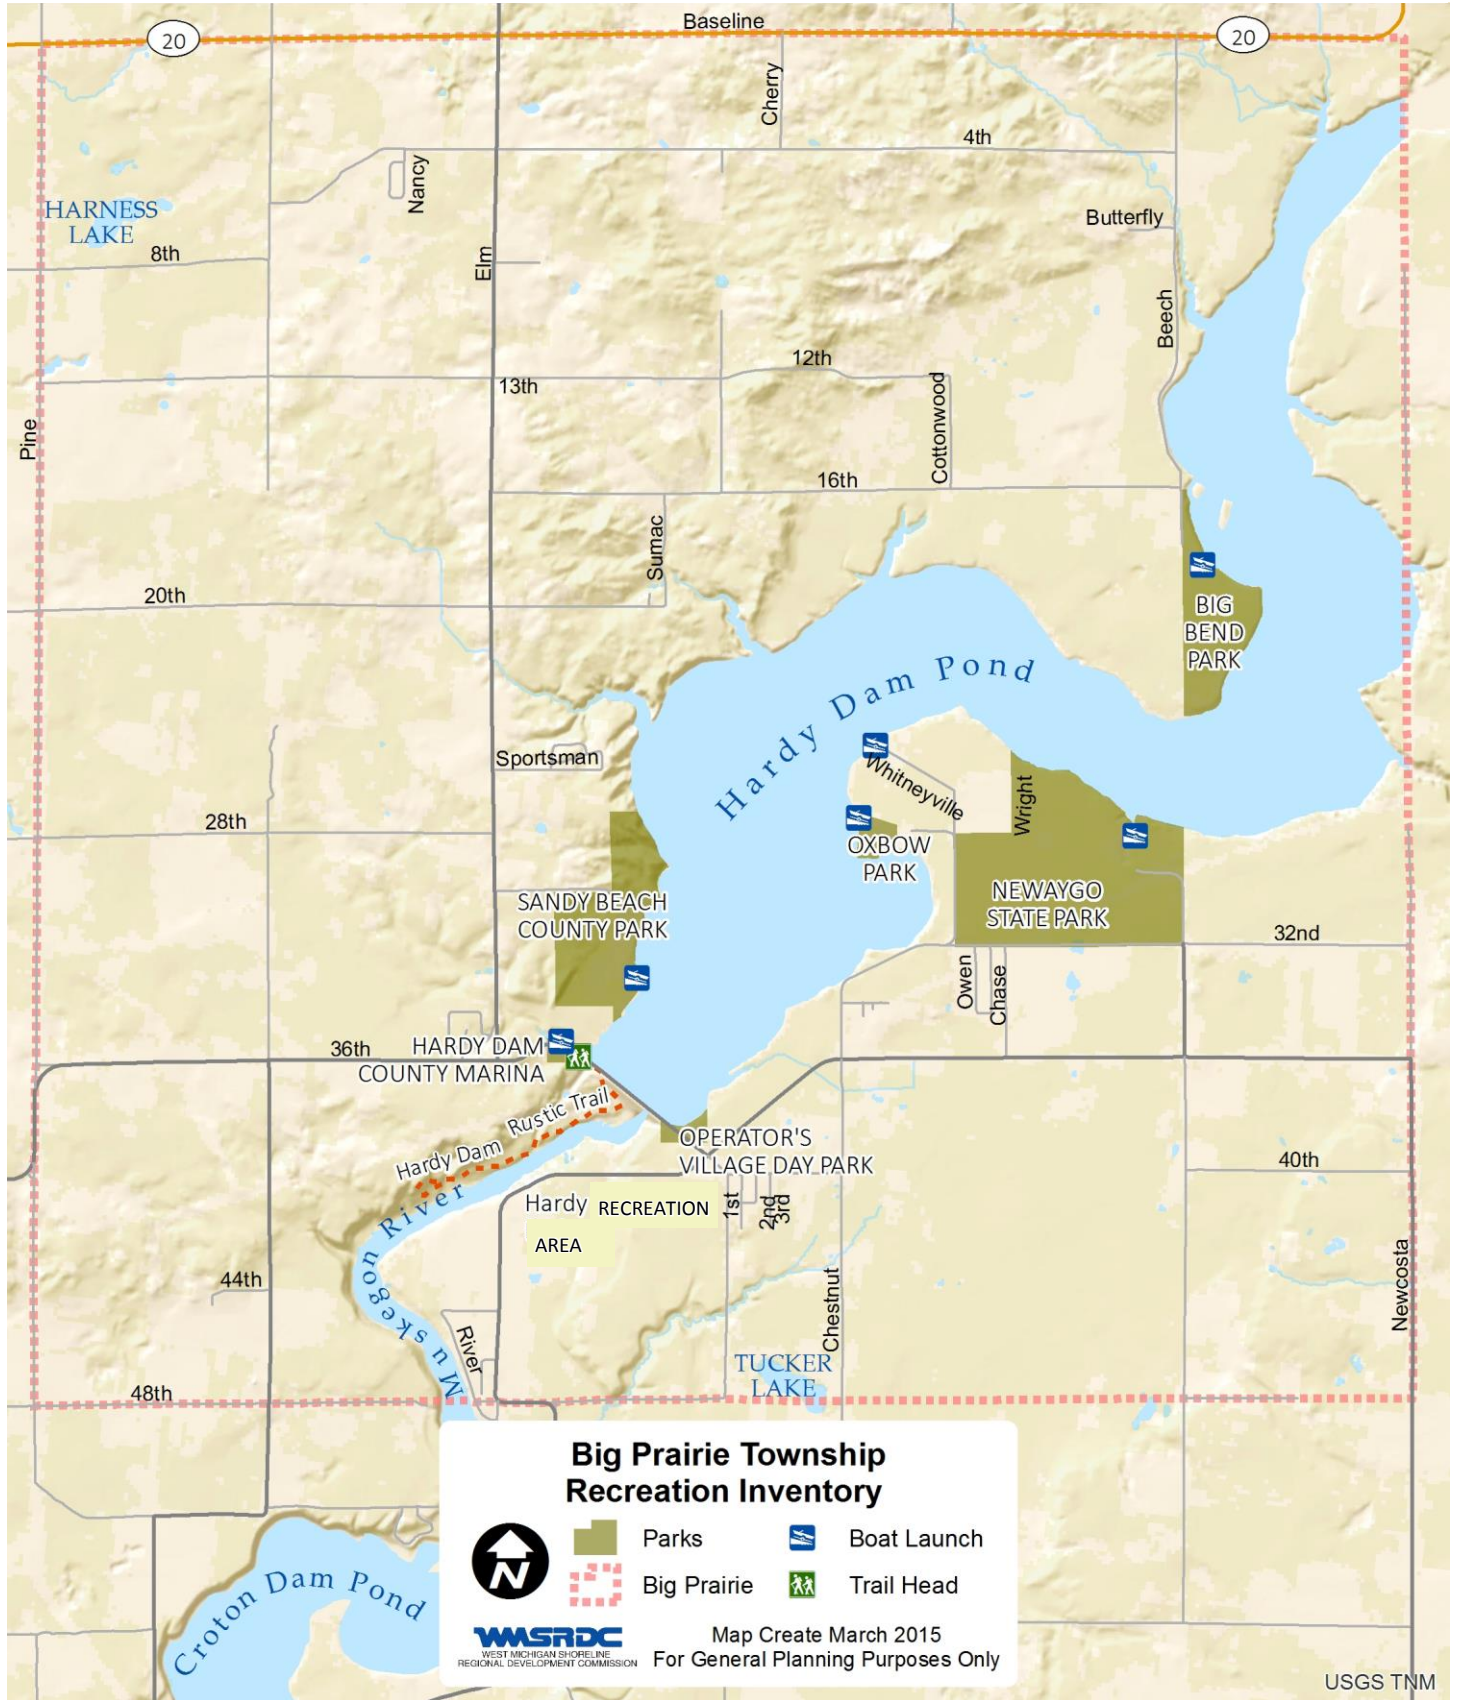 Baseline
20
20
Cherry
4th
Nancy
HARNESS
LAKE
Butterfly
8th
Elm
Beech
12th
13th
Cottonwood
Pine
16th
Sumac
20th
BIG
BEND
PARK
Hardy Dam Pond
Sportsman
Whitneyville
Wright
28th
OXBOW
PARK
NEWAYGO
STATE PARK
SANDY BEACH
COUNTY PARK
32nd
Owen
Chase
36th
HARDY DAM
COUNTY MARINA
Hardy Dam Rustic Trail
OPERATOR'S
VILLAGE DAY PARK
40th
Hardy RECREATION
AREA
1st
2nd
3rd
Muskegon River
44th
Chestnut
Newcosta
River
TUCKER
LAKE
48th
Big Prairie Township
Recreation Inventory
N
Parks
Boat Launch
Big Prairie
Trail Head
WMSRDC
WEST MICHIGAN SHORELINE
REGIONAL DEVELOPMENT COMMISSION
Map Create March 2015
For General Planning Purposes Only
Croton Dam Pond
USGS TNM